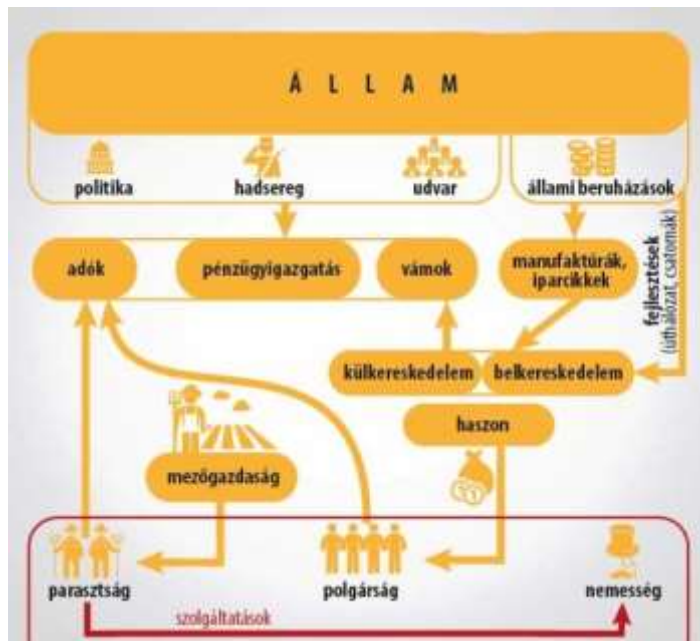 ÁLLAM
politika
hadsereg
udvar
állami beruházások
adók
pénzügyigazgatás
vámok
manufaktúrák,
iparcikkek
fejlesztések
(úthálózat, csatornák)
külkereskedelem
belkereskedelem
haszon
mezőgazdaság
parasztság
polgárság
nemesség
szolgáltatások